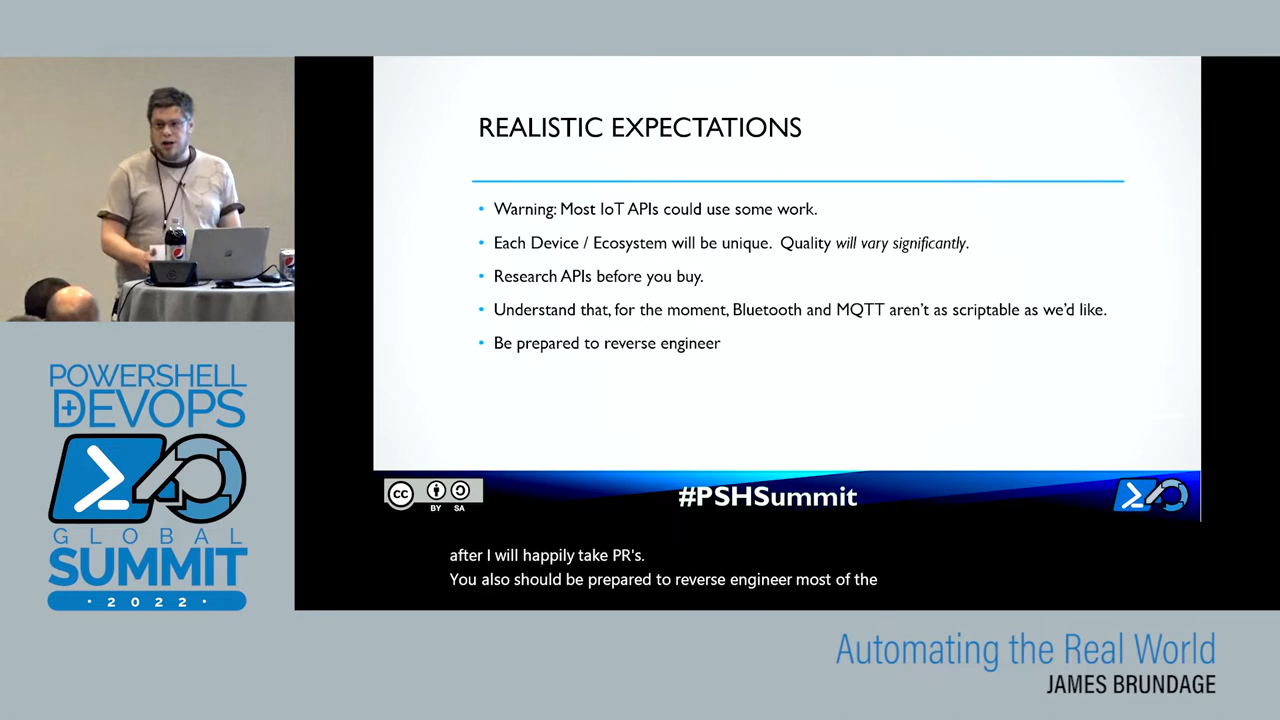 REALISTIC EXPECTATIONS
• Warning: Most IoT APIs could use some work.
• Each Device / Ecosystem will be unique. Quality will vary significantly.
• Research APIs before you buy.
• Understand that, for the moment, Bluetooth and MQTT aren't as scriptable as we'd like.
• Be prepared to reverse engineer
cc
BY SA
#PSHSummit
after I will happily take PR's.
You also should be prepared to reverse engineer most of the
POWERSHELL
DEVOPS
GLOBAL
SUMMIT
· 2022 ·
Automating the Real World
JAMES BRUNDAGE